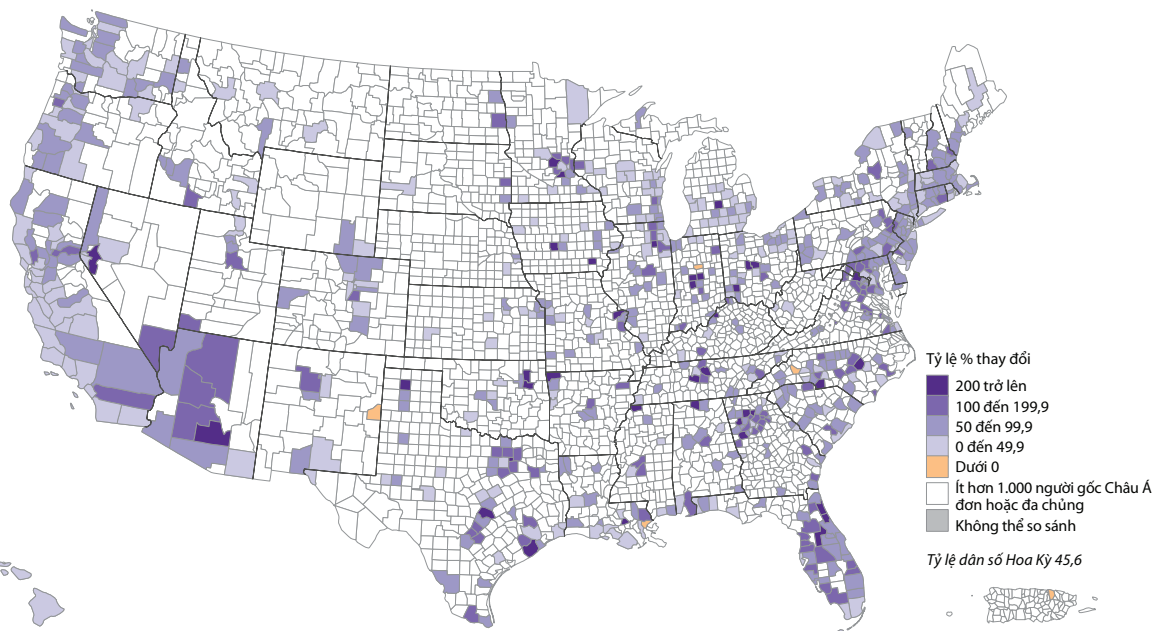 Tỷ lệ % thay đổi
200 trở lên
100 đến 199,9
50 đến 99,9
0 đến 49,9
Dưới 0
Ít hơn 1.000 người gốc Châu Á
đơn hoặc đa chủng
Không thể so sánh
Tỷ lệ dân số Hoa Kỳ 45,6